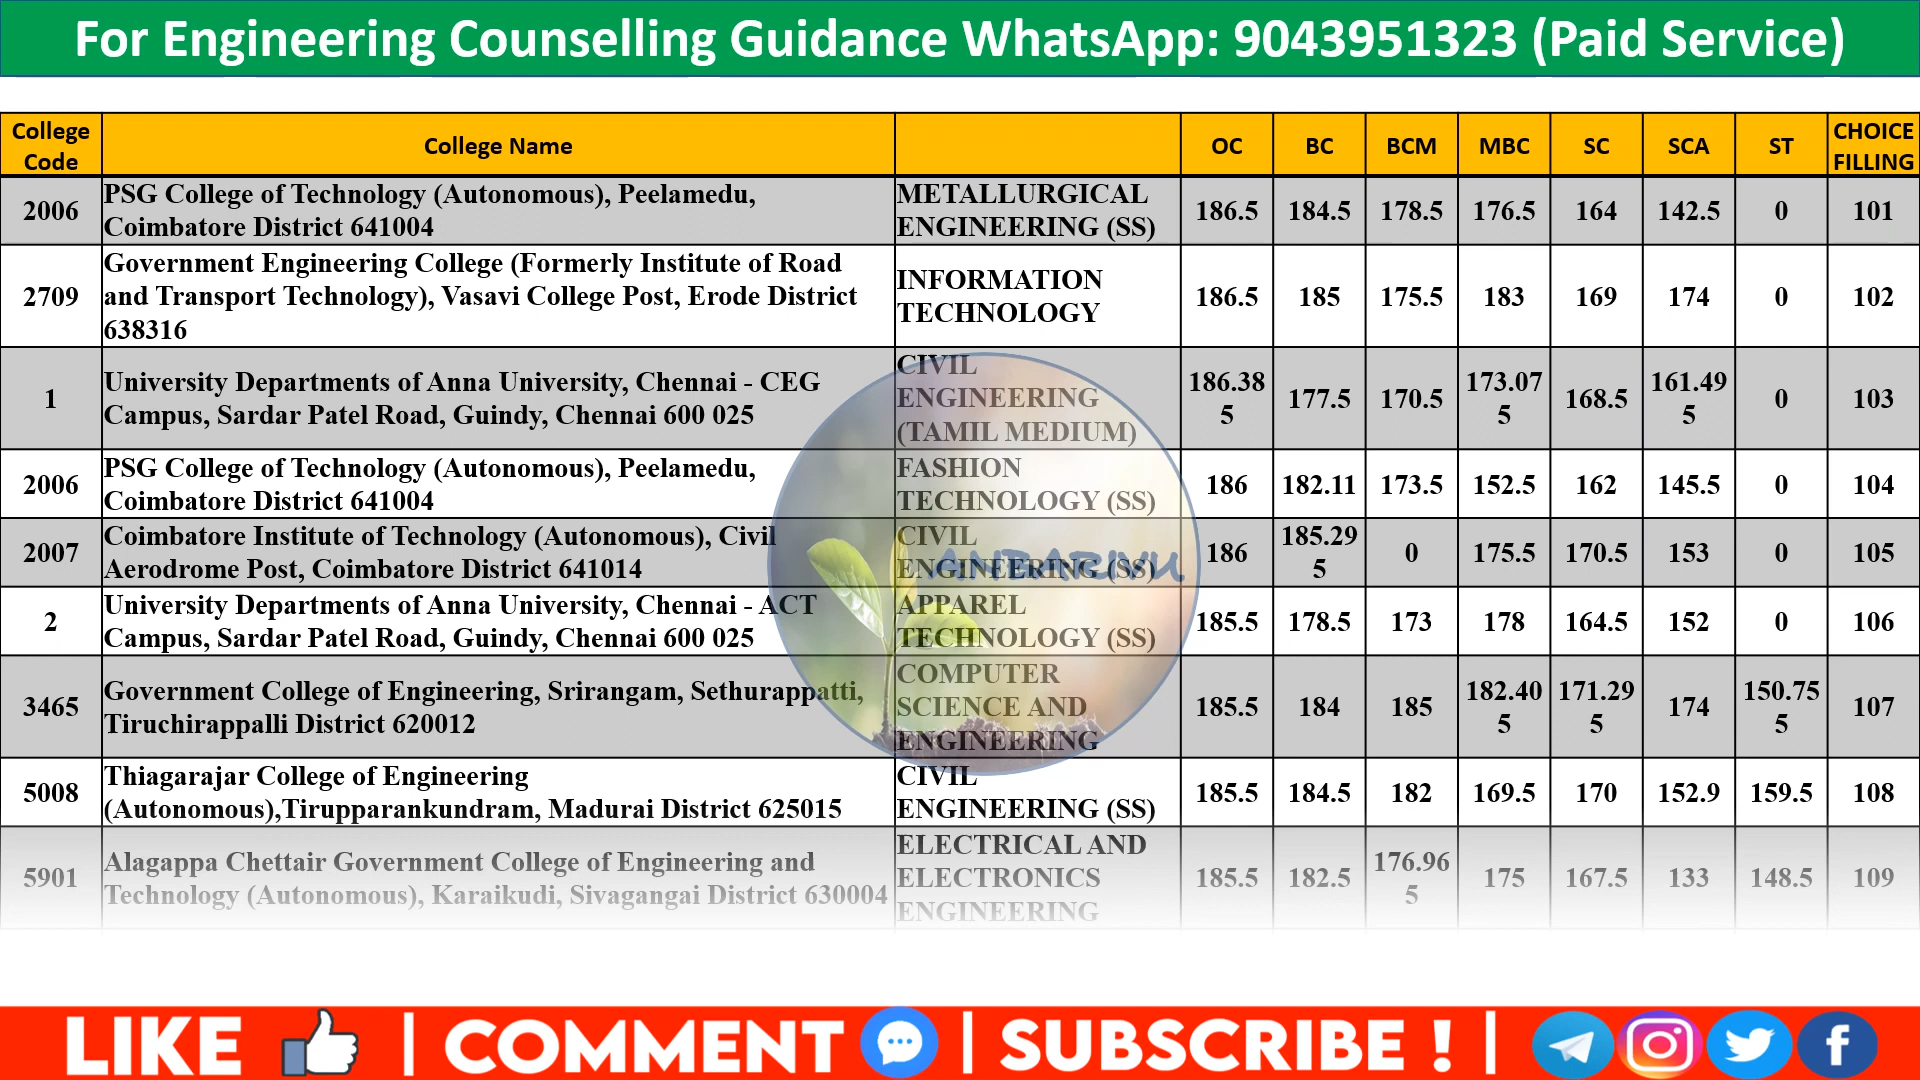 For Engineering Counselling Guidance WhatsApp: 9043951323 (Paid Service)
College Code College Name OC BC BCM MBC SC SCA ST CHOICE FILLING
2006 PSG College of Technology (Autonomous), Peelamedu, Coimbatore District 641004 METALLURGICAL ENGINEERING (SS) 186.5 184.5 178.5 176.5 164 142.5 0 101
2709 Government Engineering College (Formerly Institute of Road and Transport Technology), Vasavi College Post, Erode District 638316 INFORMATION TECHNOLOGY 186.5 185 175.5 183 169 174 0 102
1 University Departments of Anna University, Chennai - CEG Campus, Sardar Patel Road, Guindy, Chennai 600 025 CIVIL ENGINEERING (TAMIL MEDIUM) 186.385 177.5 170.5 173.075 168.5 161.495 0 103
2006 PSG College of Technology (Autonomous), Peelamedu, Coimbatore District 641004 FASHION TECHNOLOGY (SS) 186 182.11 173.5 152.5 162 145.5 0 104
2007 Coimbatore Institute of Technology (Autonomous), Civil Aerodrome Post, Coimbatore District 641014 CIVIL ENGINEERING (SS) 186 185.295 0 175.5 170.5 153 0 105
ANBARIVU
2 University Departments of Anna University, Chennai - ACT Campus, Sardar Patel Road, Guindy, Chennai 600 025 APPAREL TECHNOLOGY (SS) 185.5 178.5 173 178 164.5 152 0 106
3465 Government College of Engineering, Srirangam, Sethurappatti, Tiruchirappalli District 620012 COMPUTER SCIENCE AND ENGINEERING 185.5 184 185 182.405 171.295 174 150.755 107
5008 Thiagarajar College of Engineering (Autonomous),Tirupparankundram, Madurai District 625015 CIVIL ENGINEERING (SS) 185.5 184.5 182 169.5 170 152.9 159.5 108
5901 Alagappa Chettair Government College of Engineering and Technology (Autonomous), Karaikudi, Sivagangai District 630004 ELECTRICAL AND ELECTRONICS ENGINEERING 185.5 182.5 176.965 175 167.5 133 148.5 109
LIKE | COMMENT | SUBSCRIBE ! |